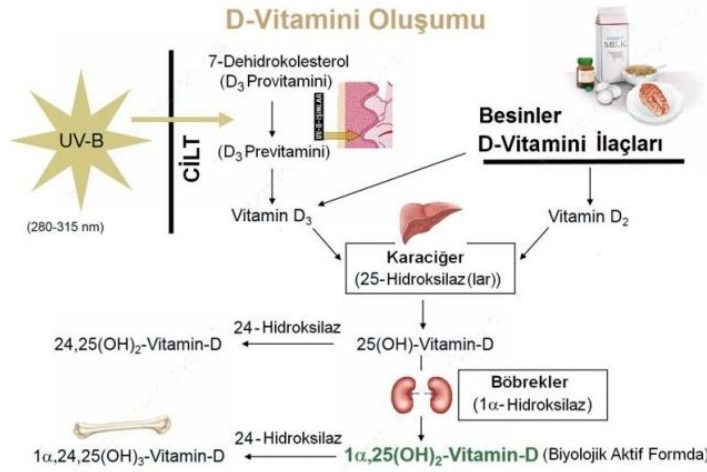 D-Vitamini Oluşumu
7-Dehidrokolesterol
(D₃ Provitamini)
UV-B
(280-315 nm)
CİLT
UV-B-IŞINLAR
(D₃ Previtamini)
Vitamin D₃
MILK
Besinler
D-Vitamini İlaçları
Vitamin D₂
Karaciğer
(25-Hidroksilaz(lar))
24,25(OH)₂-Vitamin-D
24-Hidroksilaz
25(OH)-Vitamin-D
Böbrekler
(1α-Hidroksilaz)
1α,24,25(OH)₃-Vitamin-D
24-Hidroksilaz
1α,25(OH)₂-Vitamin-D (Biyolojik Aktif Formda)